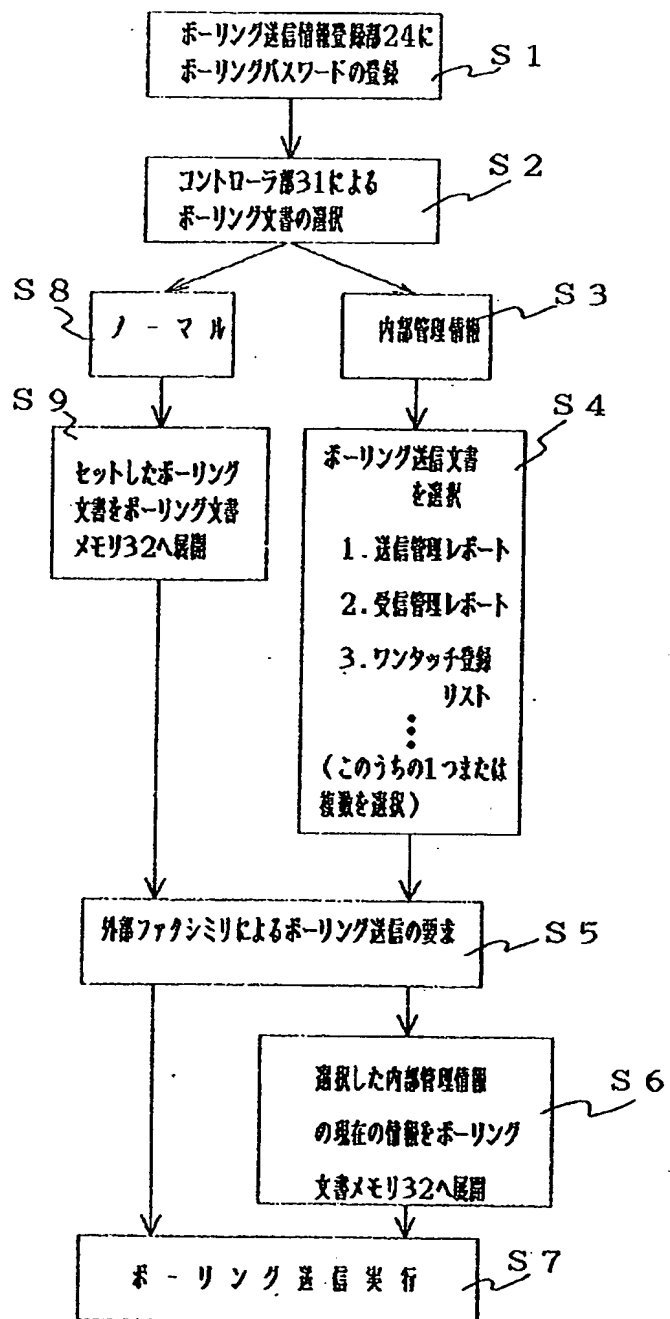 ポーリング送信情報登録部24に
ポーリングパスワードの登録
S1
コントローラ部31による
ポーリング文書の選択
S2
S8
ノーマル
内部管理情報
S3
S9
セットしたポーリング
文書をポーリング文書
メモリ32へ展開
ポーリング送信文書
を選択
1.送信管理レポート
2.受信管理レポート
3.ワンタッチ登録
リスト
(このうちの1つまたは
複数を選択)
S4
外部ファクシミリによるポーリング送信の要求
S5
選択した内部管理情報
の現在の情報をポーリング
文書メモリ32へ展開
S6
ポーリング送信実行
S7